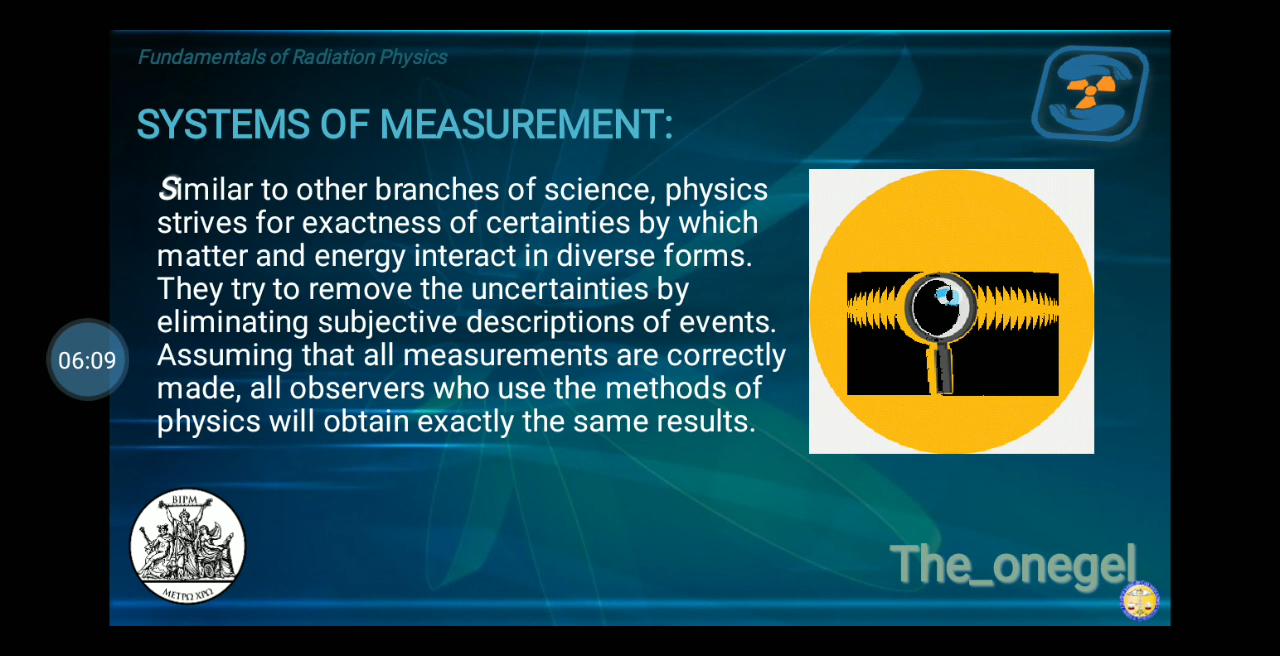 Fundamentals of Radiation Physics
SYSTEMS OF MEASUREMENT:
Similar to other branches of science, physics
strives for exactness of certainties by which
matter and energy interact in diverse forms.
They try to remove the uncertainties by
eliminating subjective descriptions of events.
Assuming that all measurements are correctly
made, all observers who use the methods of
physics will obtain exactly the same results.
06:09
BIPM
ΜΕΤΡΩ ΧΡΩ
The_onegel